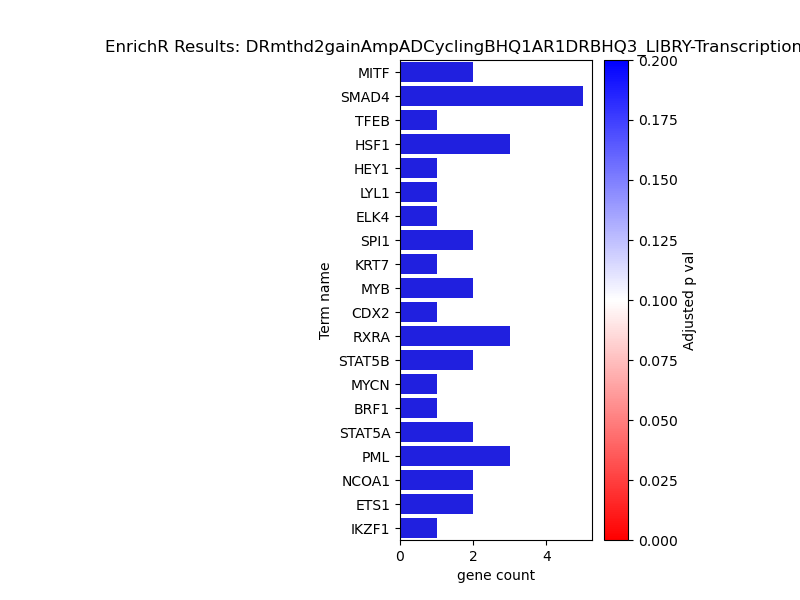 EnrichR Results: DRmthd2gainAmpADCyclingBHQ1AR1DRBHQ3_LIBRY-Transcription
MITF
SMAD4
TFEB
HSF1
HEY1
LYL1
ELK4
SPI1
KRT7
MYB
CDX2
RXRA
STAT5B
MYCN
BRF1
STAT5A
PML
NCOA1
ETS1
IKZF1
Term name
0 2 4
gene count
0.200
0.175
0.150
0.125
0.100
0.075
0.050
0.025
0.000
Adjusted p val